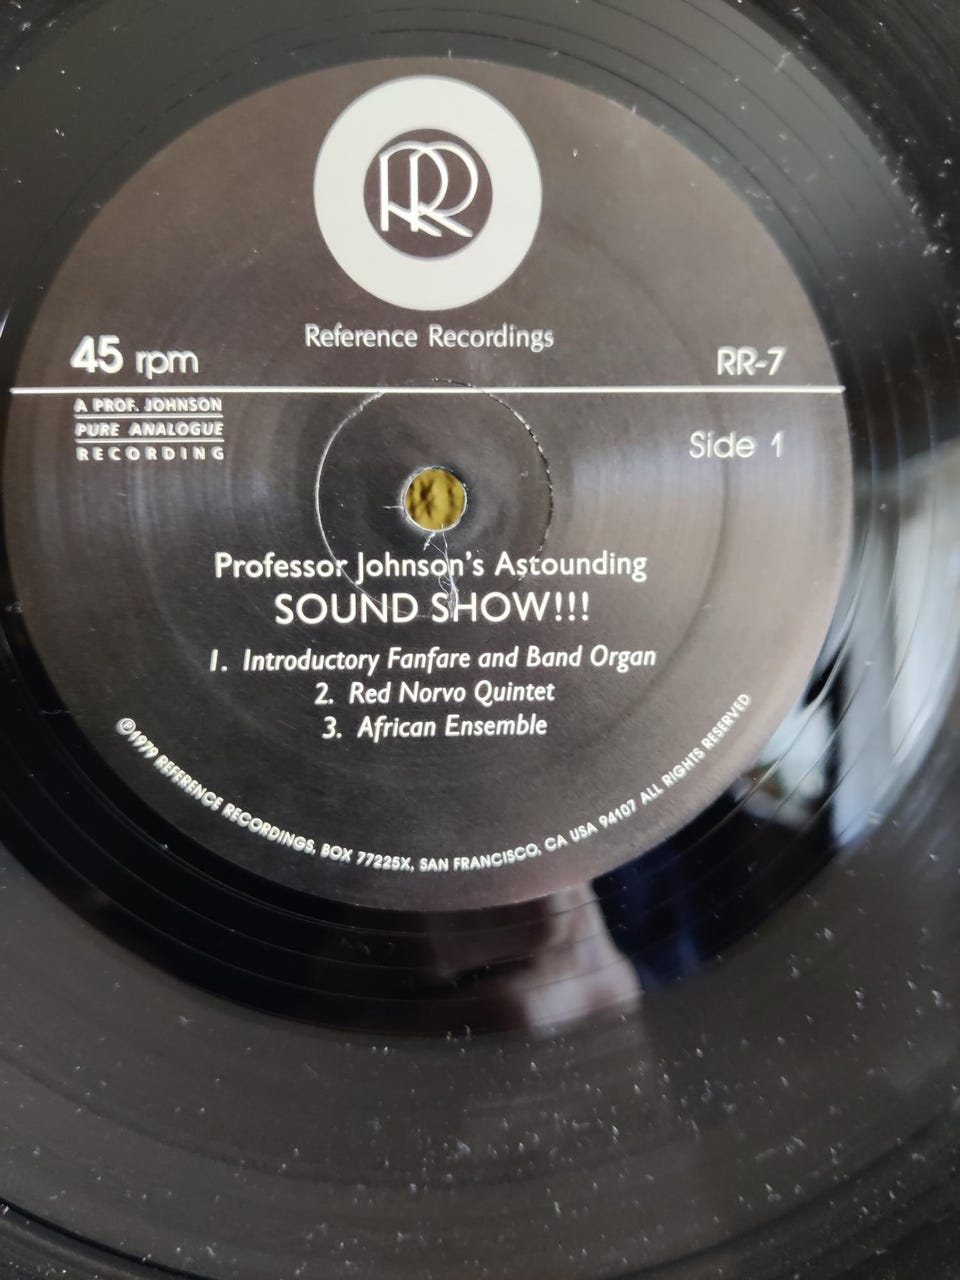 RR
Reference Recordings
45 rpm
RR-7
A PROF. JOHNSON
PURE ANALOGUE
RECORDING
Side 1
Professor Johnson's Astounding
SOUND SHOW!!!
1. Introductory Fanfare and Band Organ
2. Red Norvo Quintet
3. African Ensemble
℗1979 REFERENCE RECORDINGS, BOX 77225X, SAN FRANCISCO, CA USA 94107 ALL RIGHTS RESERVED